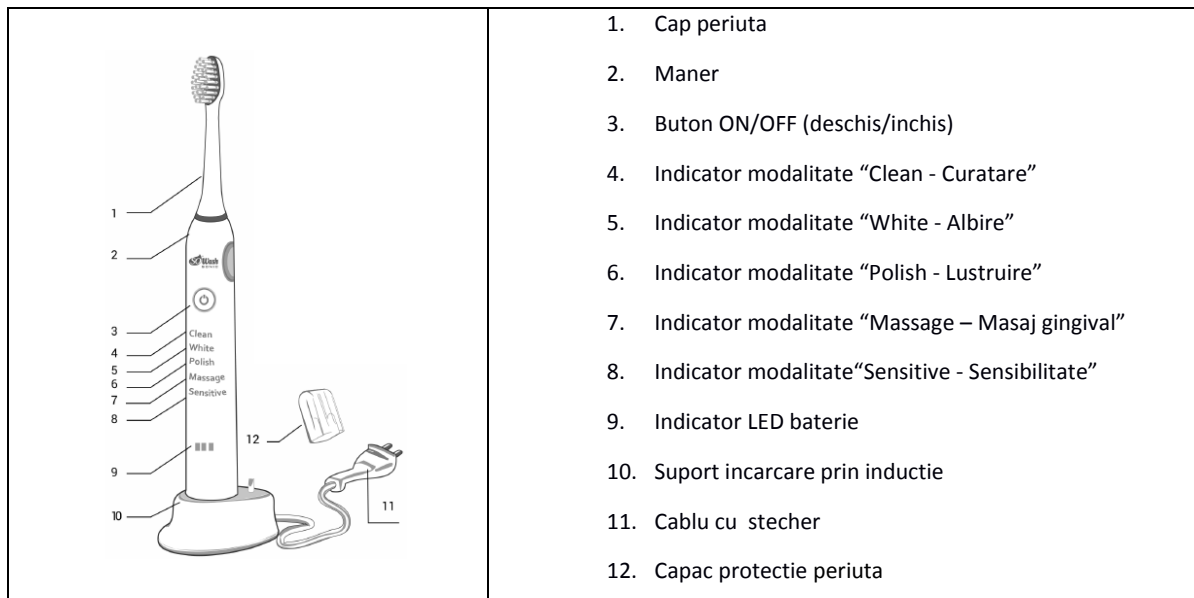 1
2
3
4
5
6
7
8
9
10
11
12
Wash
Clean
White
Polish
Massage
Sensitive
1. Cap periuta
2. Maner
3. Buton ON/OFF (deschis/inchis)
4. Indicator modalitate “Clean - Curatare”
5. Indicator modalitate “White - Albire”
6. Indicator modalitate “Polish - Lustruire”
7. Indicator modalitate “Massage – Masaj gingival”
8. Indicator modalitate“Sensitive - Sensibilitate”
9. Indicator LED baterie
10. Suport incarcare prin inductie
11. Cablu cu stecher
12. Capac protectie periuta